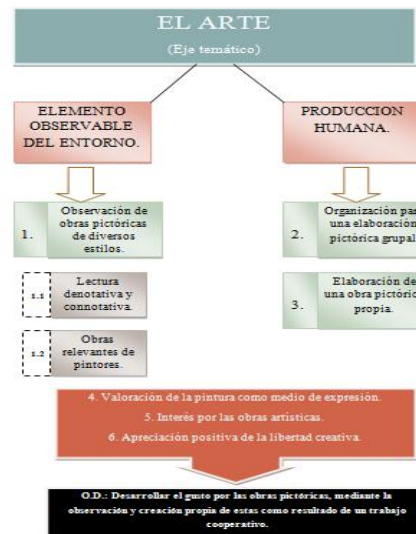 EL ARTE
(Eje temático)
ELEMENTO
OBSERVABLE
DEL ENTORNO.
PRODUCCION
HUMANA.
1.
Observación de
obras pictóricas
de diversos
estilos.
2.
Organización par
una elaboración
pictórica grupal
1.1
Lectura
denotativa y
connotativa.
3.
Elaboración de
una obra pictóric
propia.
1.2
Obras
relevantes de
pintores.
4. Valoración de la pintura como medio de expresión.
5. Interés por las obras artísticas.
6. Apreciación positiva de la libertad creativa.
O.D.: Desarrollar el gusto por las obras pictóricas, mediante la
observación y creación propia de estas como resultado de un trabajo
cooperativo.